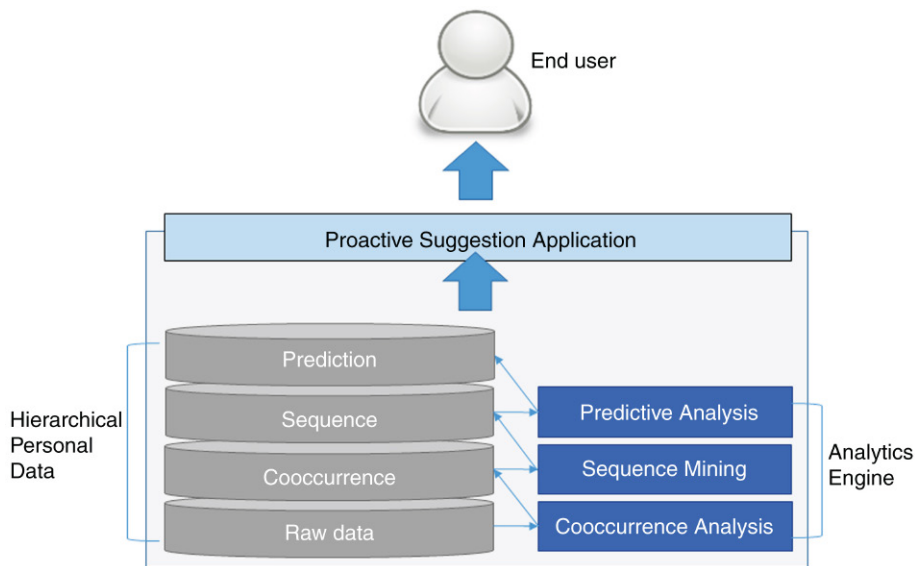 End user
Proactive Suggestion Application
Prediction
Sequence
Cooccurrence
Raw data
Hierarchical
Personal
Data
Predictive Analysis
Sequence Mining
Cooccurrence Analysis
Analytics
Engine